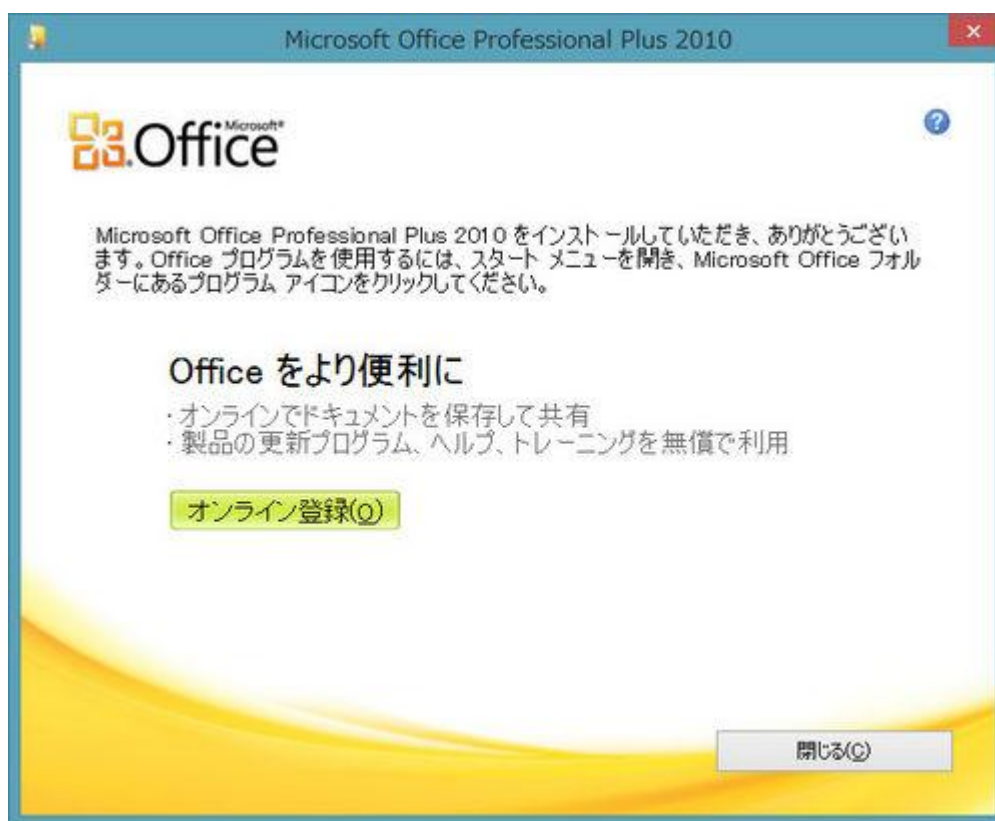 Microsoft Office Professional Plus 2010
Microsoft®
Office
Microsoft Office Professional Plus 2010 をインストールしていただき、ありがとうござい
ます。Office プログラムを使用するには、スタート メニューを開き、Microsoft Office フォル
ダーにあるプログラム アイコンをクリックしてください。
Office をより便利に
・オンラインでドキュメントを保存して共有
・製品の更新プログラム、ヘルプ、トレーニングを無償で利用
オンライン登録(O)
閉じる(C)